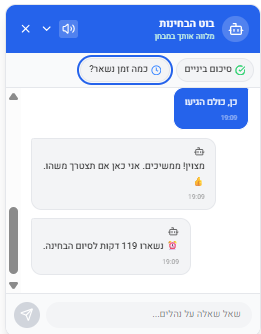 בוט הבחינות
מלווה אותך במבחן
סיכום ביניים
כמה זמן נשאר?
כן, כולם הגיעו
19:09
מצוין! ממשיכים. אני כאן אם תצטרך משהו.
👍
19:09
⏰ נשארו 119 דקות לסיום הבחינה.
19:09
שאל שאלה על נהלים...